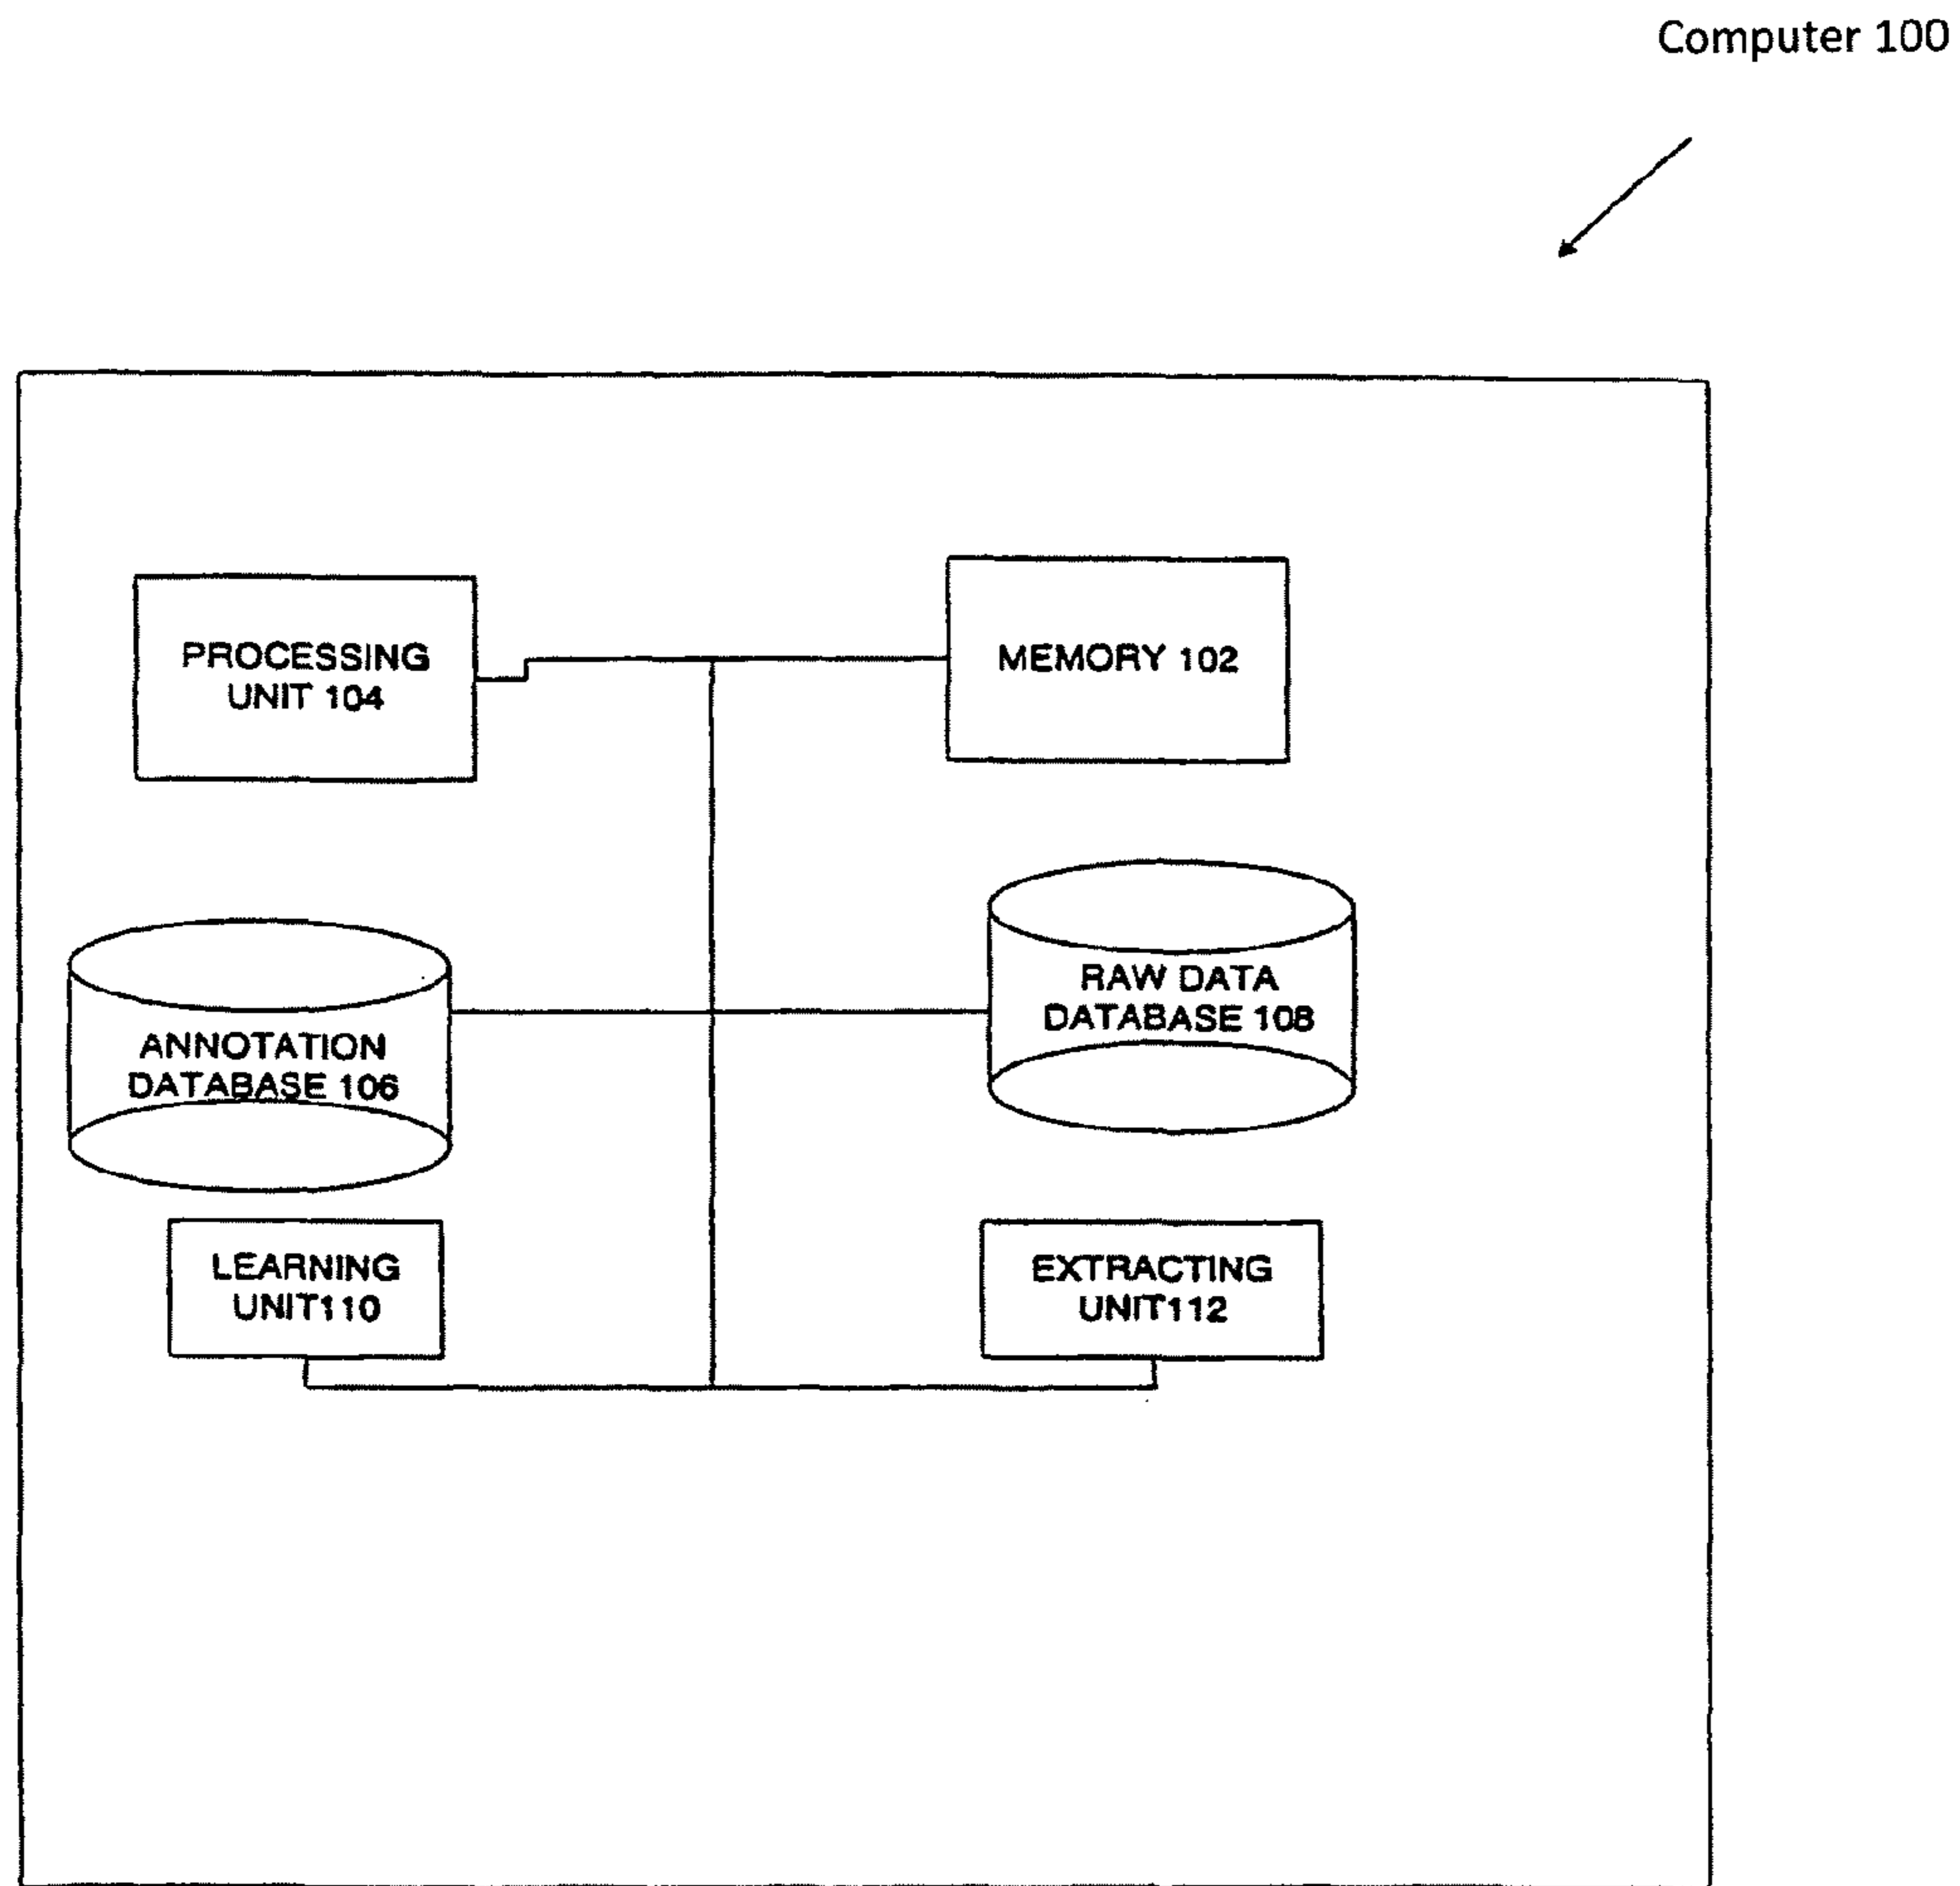 Computer 100
PROCESSING
UNIT 104
MEMORY 102
ANNOTATION
DATABASE 106
RAW DATA
DATABASE 108
LEARNING
UNIT110
EXTRACTING
UNIT112